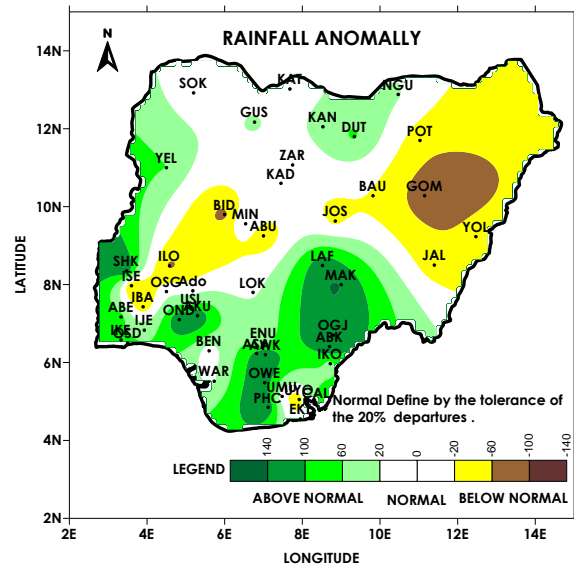 RAINFALL ANOMALY
N
14N
12N
10N
8N
6N
4N
2N
LATITUDE
SOK
KAT
NGU
GUS
KAN
DUT
POT
YEL
ZAR
KAD
BAU
GOM
BID
MIN
JOS
ABU
YOL
SHK
ILO
LAF
JAL
ISE
OSG
Ado
LOK
MAK
IBA
USI
AKU
ABE
OND
IJE
OGJ
IKE
OSD
BEN
ENU
ABK
AWK
IKO
WAR
OWE
UMU
UYO
CAL
PHC
EKT
Normal Define by the tolerance of
the 20% departures .
LEGEND
140
100
60
20
0
-20
-60
-100
-140
ABOVE NORMAL
NORMAL
BELOW NORMAL
2E
4E
6E
8E
10E
12E
14E
LONGITUDE